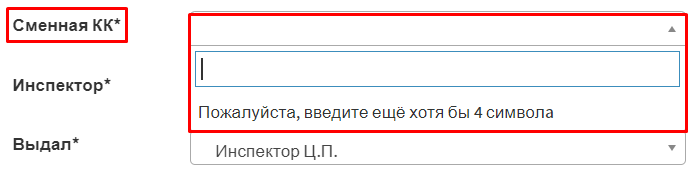 Сменная КК*
Пожалуйста, введите ещё хотя бы 4 символа
Инспектор*
Выдал*
Инспектор Ц.П.